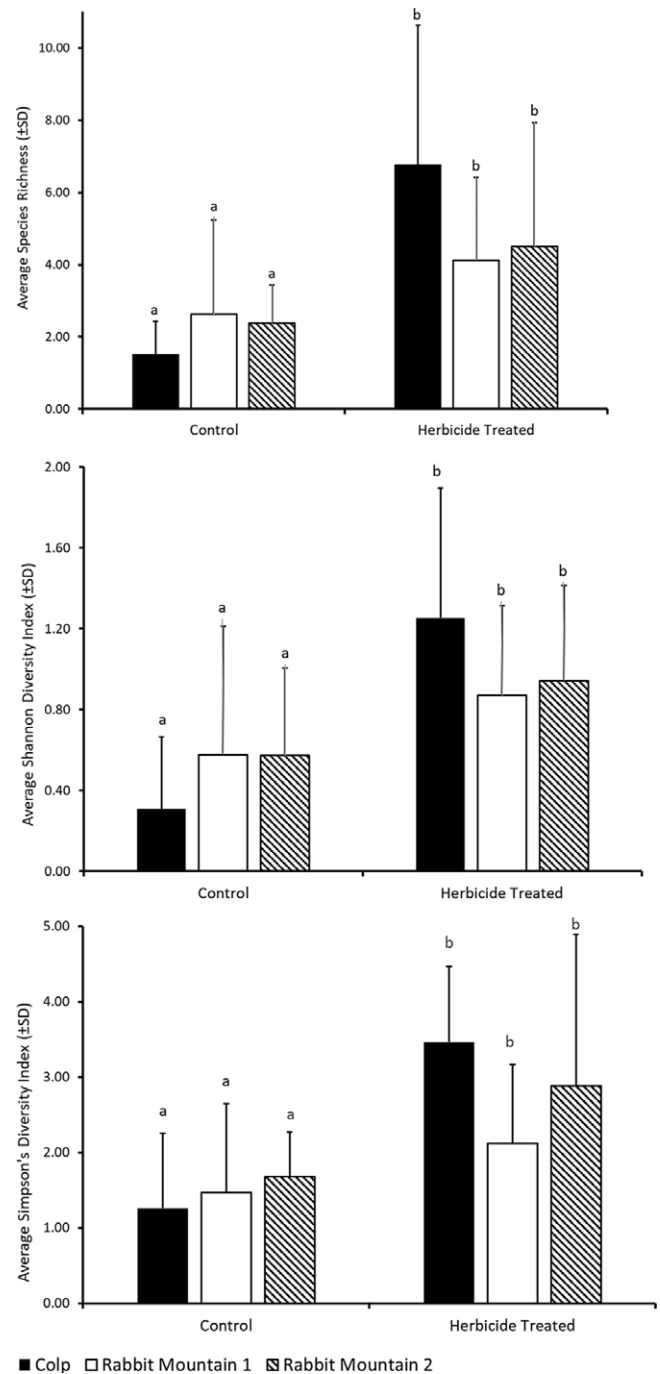 b
10.00
b
b
8.00
a
6.00
a
a
4.00
2.00
0.00
Average Species Richness (±SD)
Control
Herbicide Treated
2.00
b
b
b
1.60
a
1.20
a
a
0.80
0.40
0.00
Average Shannon Diversity Index (±SD)
Control
Herbicide Treated
5.00
b
b
4.00
b
a
a
a
3.00
2.00
1.00
0.00
Average Simpson's Diversity Index (±SD)
Control
Herbicide Treated
Colp Rabbit Mountain 1 Rabbit Mountain 2